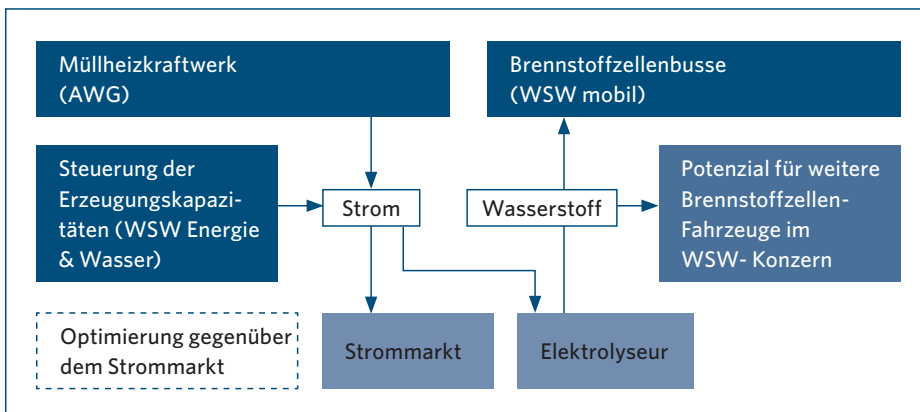 Müllheizkraftwerk
(AWG)
Brennstoffzellenbusse
(WSW mobil)
Steuerung der
Erzeugungskapazi-
täten (WSW Energie
& Wasser)
Strom
Wasserstoff
Potenzial für weitere
Brennstoffzellen-
Fahrzeuge im
WSW- Konzern
Optimierung gegenüber
dem Strommarkt
Strommarkt
Elektrolyseur